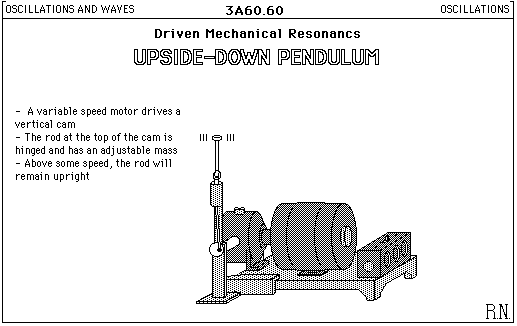 OSCILLATIONS AND WAVES 3A60.60 OSCILLATIONS
Driven Mechanical Resonancs
UPSIDE-DOWN PENDULUM
- A variable speed motor drives a
vertical cam
- The rod at the top of the cam is
hinged and has an adjustable mass
- Above some speed, the rod will
remain upright
R.N.